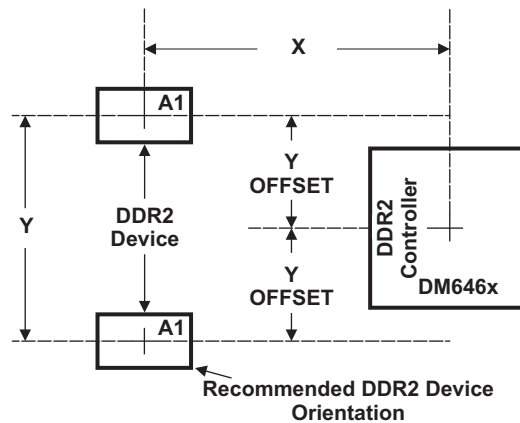 X
A1
Y
OFFSET
Y
DDR2
Device
DDR2
Controller
DM646x
Y
OFFSET
A1
Recommended DDR2 Device
Orientation